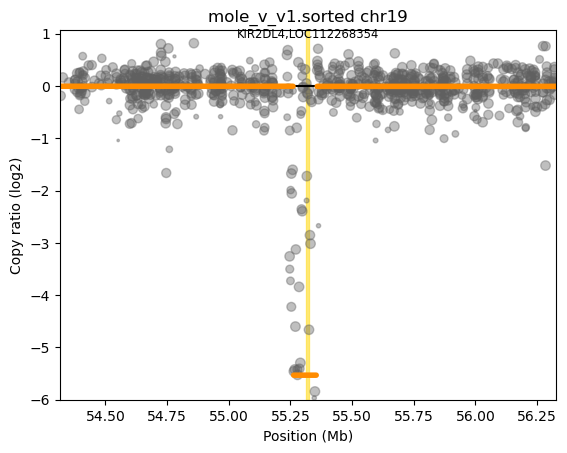 mole_v_v1.sorted chr19
KIR2DL4,LOC112268354
1
0
−1
−2
−3
−4
−5
−6
Copy ratio (log2)
54.50 54.75 55.00 55.25 55.50 55.75 56.00 56.25
Position (Mb)